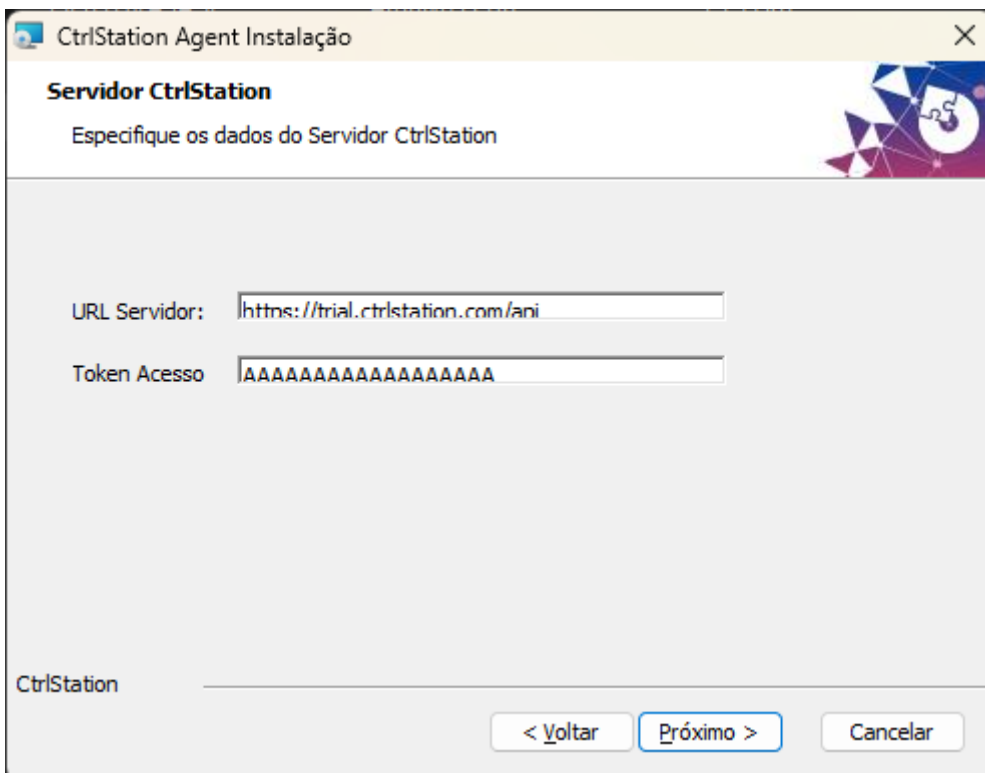 CtrlStation Agent Instalação
Servidor CtrlStation
Especifique os dados do Servidor CtrlStation
URL Servidor: https://trial.ctrlstation.com/api
Token Acesso AAAAAAAAAAAAAAAAAA
CtrlStation
< Voltar Próximo > Cancelar